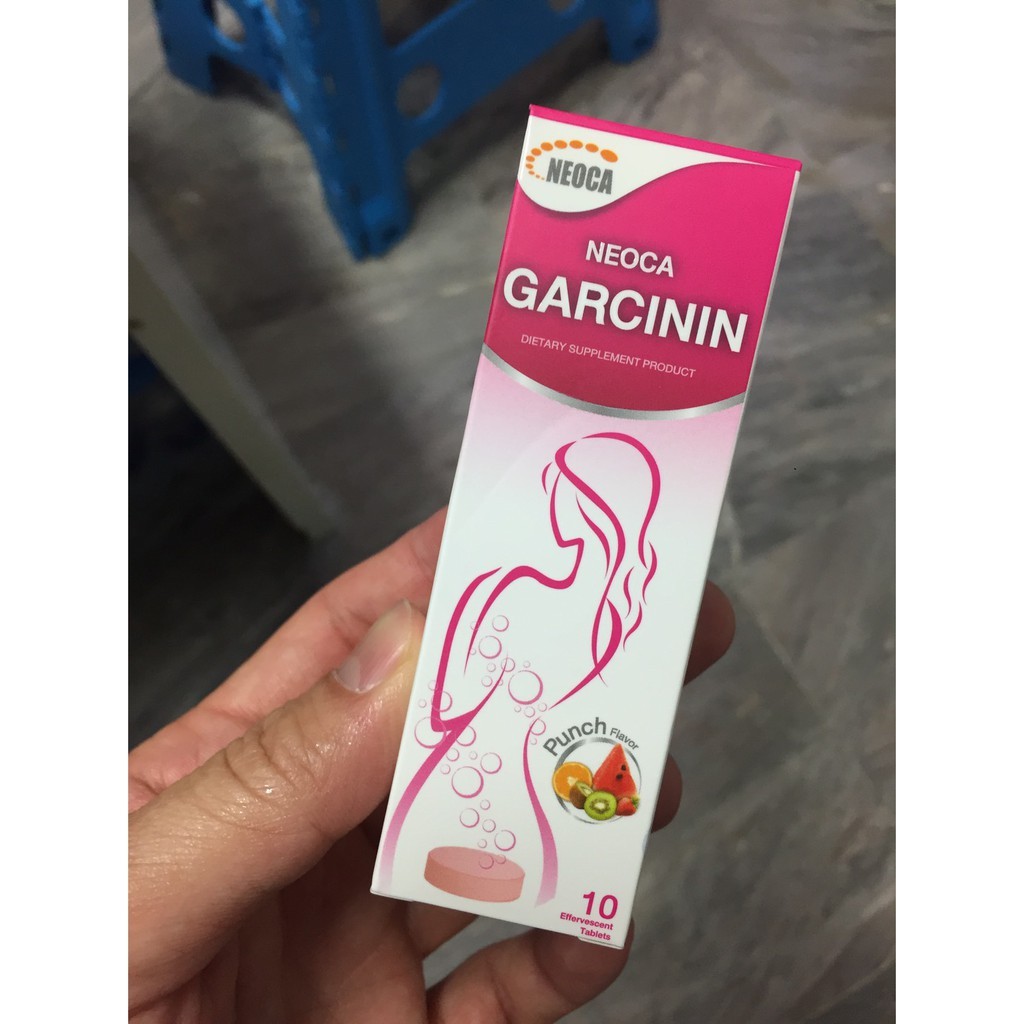 NEOCA
NEOCA
GARCININ
DIETARY SUPPLEMENT PRODUCT
Punch Flavor
10
Effervescent
Tablets